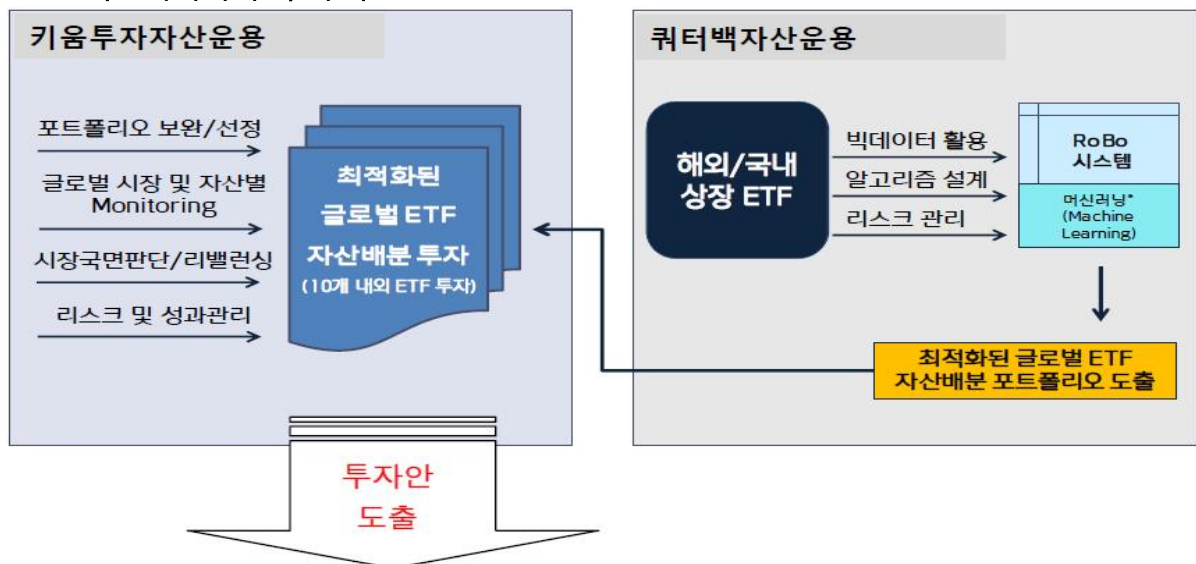 키움투자자산운용
포트폴리오 보완/선정
글로벌 시장 및 자산별
Monitoring
시장국면판단/리밸런싱
리스크 및 성과관리
최적화된
글로벌 ETF
자산배분 투자
(10개 내외 ETF 투자)
투자안
도출
쿼터백자산운용
해외/국내
상장 ETF
빅데이터 활용
알고리즘 설계
리스크 관리
RoBo
시스템
머신러닝*
(Machine
Learning)
최적화된 글로벌 ETF
자산배분 포트폴리오 도출